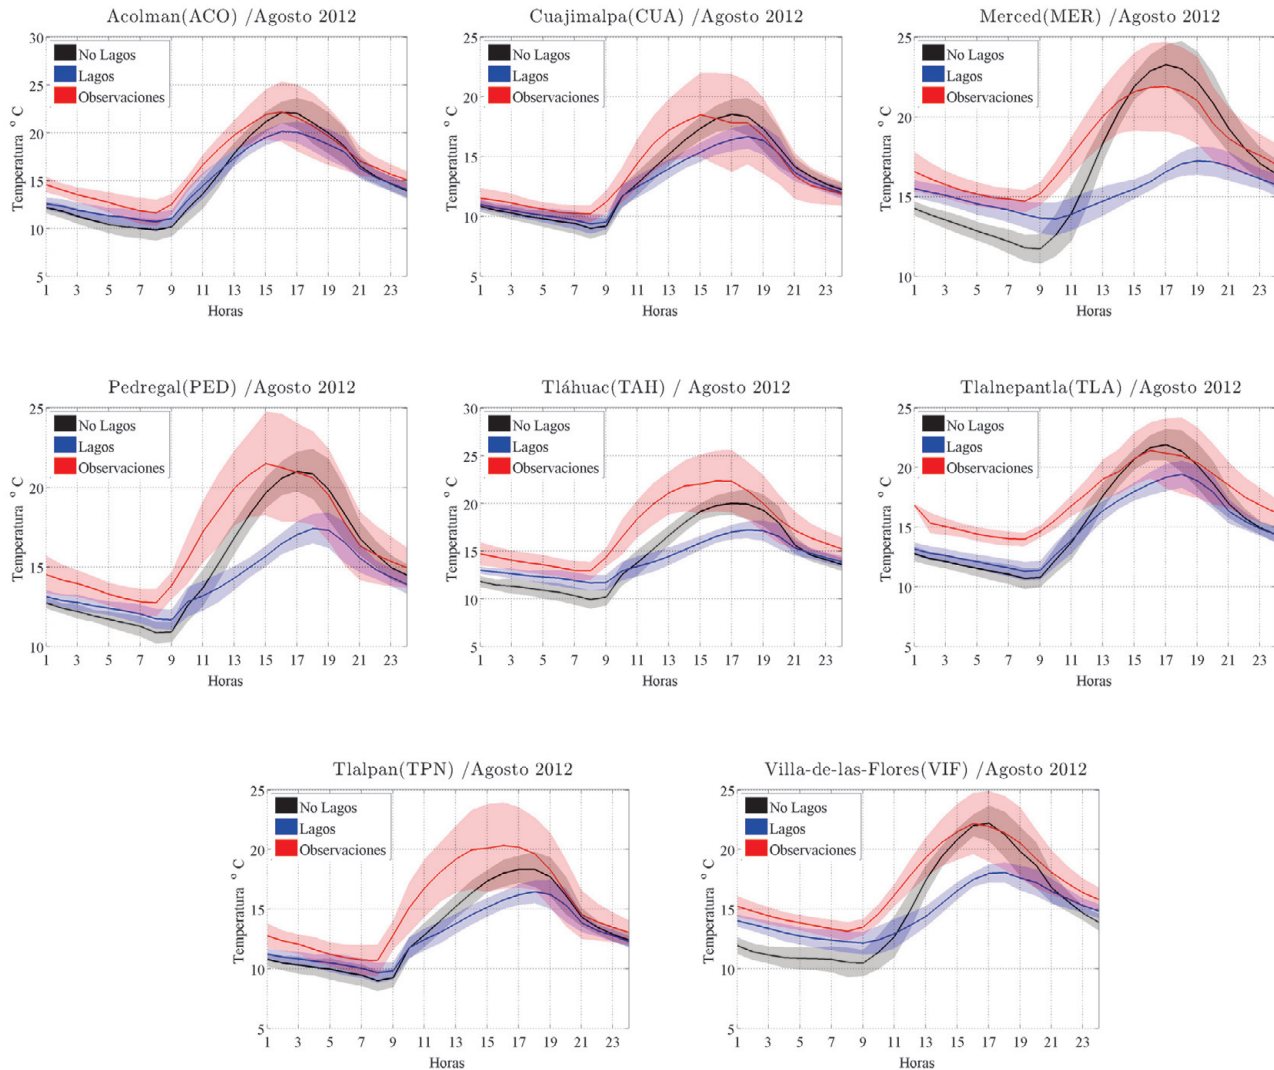 Acolman(ACO) /Agosto 2012
Temperatura º C
30
25
20
15
10
5
No Lagos
Lagos
Observaciones
1 3 5 7 9 11 13 15 17 19 21 23
Horas
Cuajimalpa(CUA) /Agosto 2012
Temperatura º C
25
20
15
10
5
No Lagos
Lagos
Observaciones
1 3 5 7 9 11 13 15 17 19 21 23
Horas
Merced(MER) /Agosto 2012
Temperatura º C
25
20
15
10
No Lagos
Lagos
Observaciones
1 3 5 7 9 11 13 15 17 19 21 23
Horas
Pedregal(PED) /Agosto 2012
Temperatura º C
25
20
15
10
No Lagos
Lagos
Observaciones
1 3 5 7 9 11 13 15 17 19 21 23
Horas
Tláhuac(TAH) / Agosto 2012
Temperatura º C
30
25
20
15
10
5
No Lagos
Lagos
Observaciones
1 3 5 7 9 11 13 15 17 19 21 23
Horas
Tlalnepantla(TLA) /Agosto 2012
Temperatura º C
25
20
15
10
5
No Lagos
Lagos
Observaciones
1 3 5 7 9 11 13 15 17 19 21 23
Horas
Tlalpan(TPN) /Agosto 2012
Temperatura º C
25
20
15
10
5
No Lagos
Lagos
Observaciones
1 3 5 7 9 11 13 15 17 19 21 23
Horas
Villa-de-las-Flores(VIF) /Agosto 2012
Temperatura º C
25
20
15
10
5
No Lagos
Lagos
Observaciones
1 3 5 7 9 11 13 15 17 19 21 23
Horas